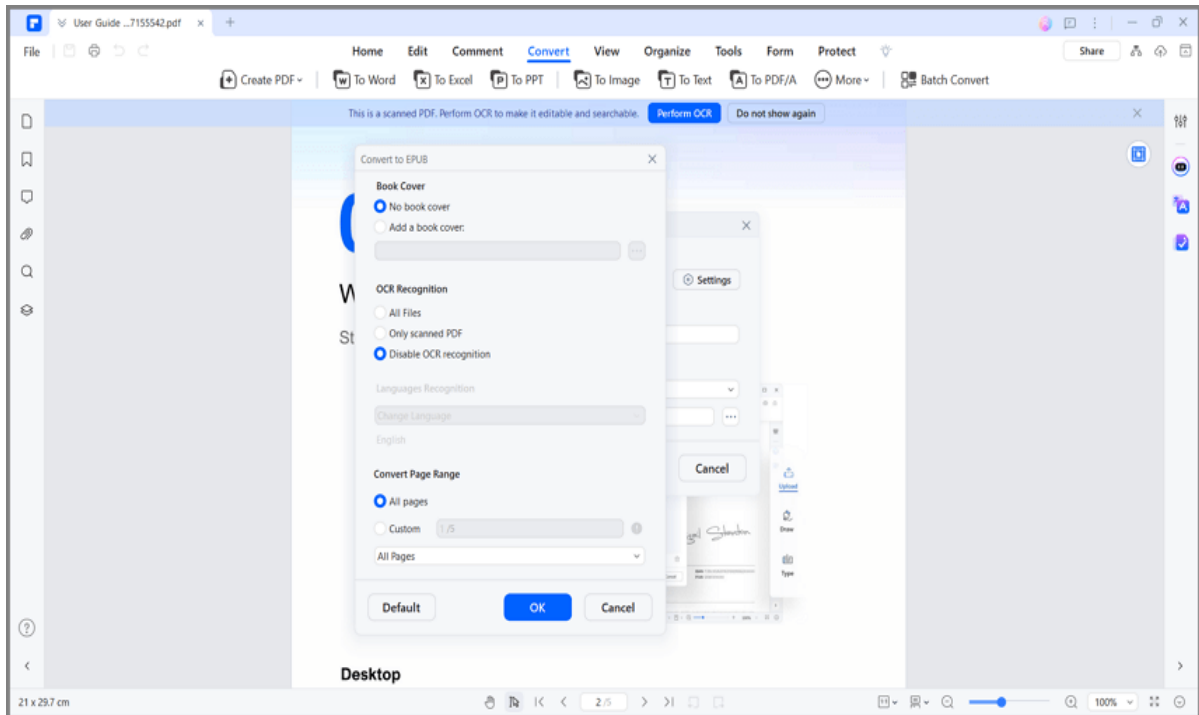 User Guide ...7155542.pdf
File Home Edit Comment Convert View Organize Tools Form Protect Share
Create PDF To Word To Excel To PPT To Image To Text To PDF/A More Batch Convert
This is a scanned PDF. Perform OCR to make it editable and searchable. Perform OCR Do not show again
Convert to EPUB
Book Cover
No book cover
Add a book cover:
Settings
OCR Recognition
W
All Files
Only scanned PDF
St
Disable OCR recognition
Languages Recognition
Change Language
English
Convert Page Range
Cancel
Upload
All pages
Custom 1 /5
Draw
All Pages
Type
Default OK Cancel
Desktop
21 x 29.7 cm 2 /5 100%